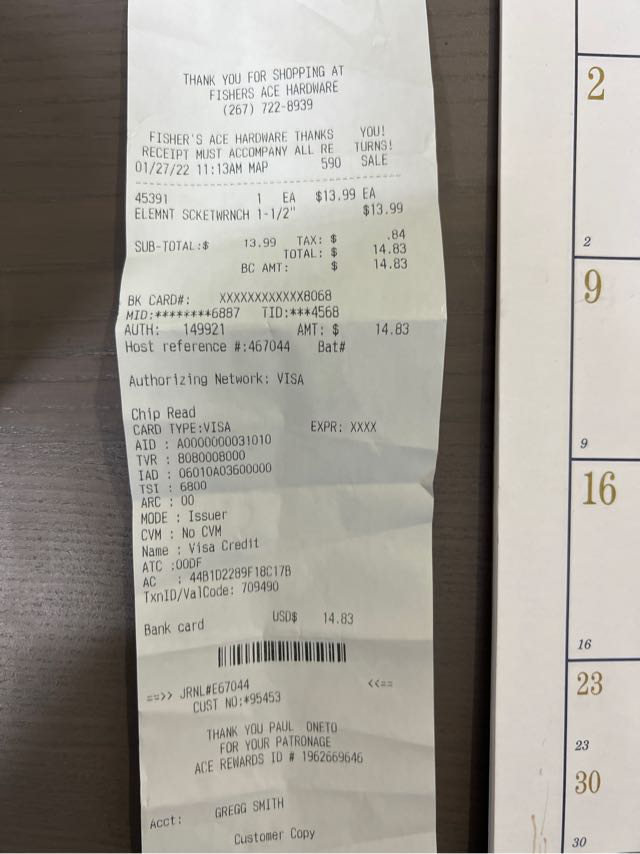 THANK YOU FOR SHOPPING AT
FISHERS ACE HARDWARE
(267) 722-8939
FISHER'S ACE HARDWARE THANKS YOU!
RECEIPT MUST ACCOMPANY ALL RE TURNS!
01/27/22 11:13AM MAP 590 SALE
45391 1 EA $13.99 EA
ELEMNT SCKETWRNCH 1-1/2" $13.99
SUB-TOTAL:$ 13.99 TAX: $ .84
TOTAL: $ 14.83
BC AMT: $ 14.83
BK CARD#: XXXXXXXXXXXX8068
MID:********6887 TID:***4568
AUTH: 149921 AMT: $ 14.83
Host reference #:467044 Bat#
Authorizing Network: VISA
Chip Read
CARD TYPE:VISA EXPR: XXXX
AID : A0000000031010
TVR : 8080008000
IAD : 06010A03600000
TSI : 6800
ARC : 00
MODE : Issuer
CVM : No CVM
Name : Visa Credit
ATC :00DF
AC : 44B1D2289F18C17B
TxnID/ValCode: 709490
Bank card USD$ 14.83
==>> JRNL#E67044 <<==
CUST NO:*95453
THANK YOU PAUL ONETO
FOR YOUR PATRONAGE
ACE REWARDS ID # 1962669646
Acct: GREGG SMITH
Customer Copy
2
2
9
9
16
16
23
23
30
30